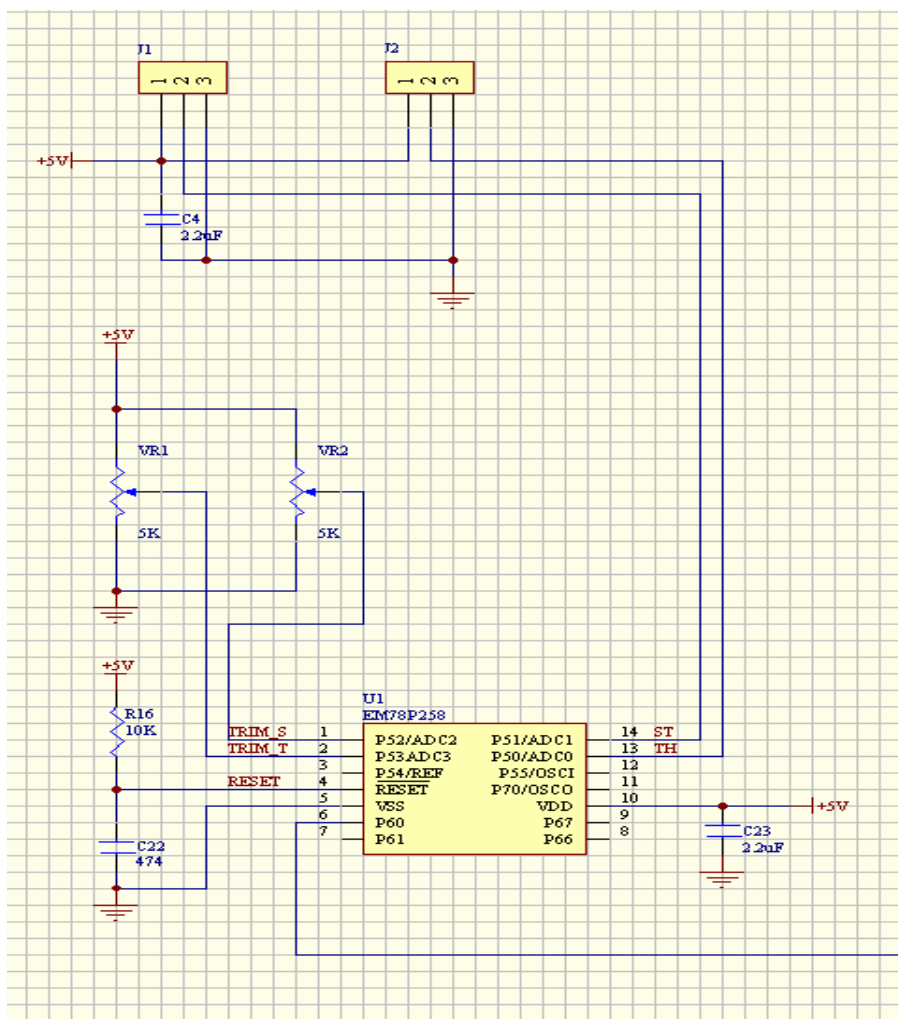 J1
J2
1 2 3
1 2 3
+5V
C4
2.2uF
+5V
VR1
VR2
5K
5K
+5V
R16
10K
U1
EM78P258
TRIM_S 1 P52/ADC2 P51/ADC1 14 ST
TRIM_T 2 P53ADC3 P50/ADC0 13 TH
3 P54/REF P55/OSCI 12
RESET 4 RESET P70/OSCO 11
5 VSS VDD 10 +5V
6 P60 P67 9
7 P61 P66 8
C23
2.2uF
C22
474